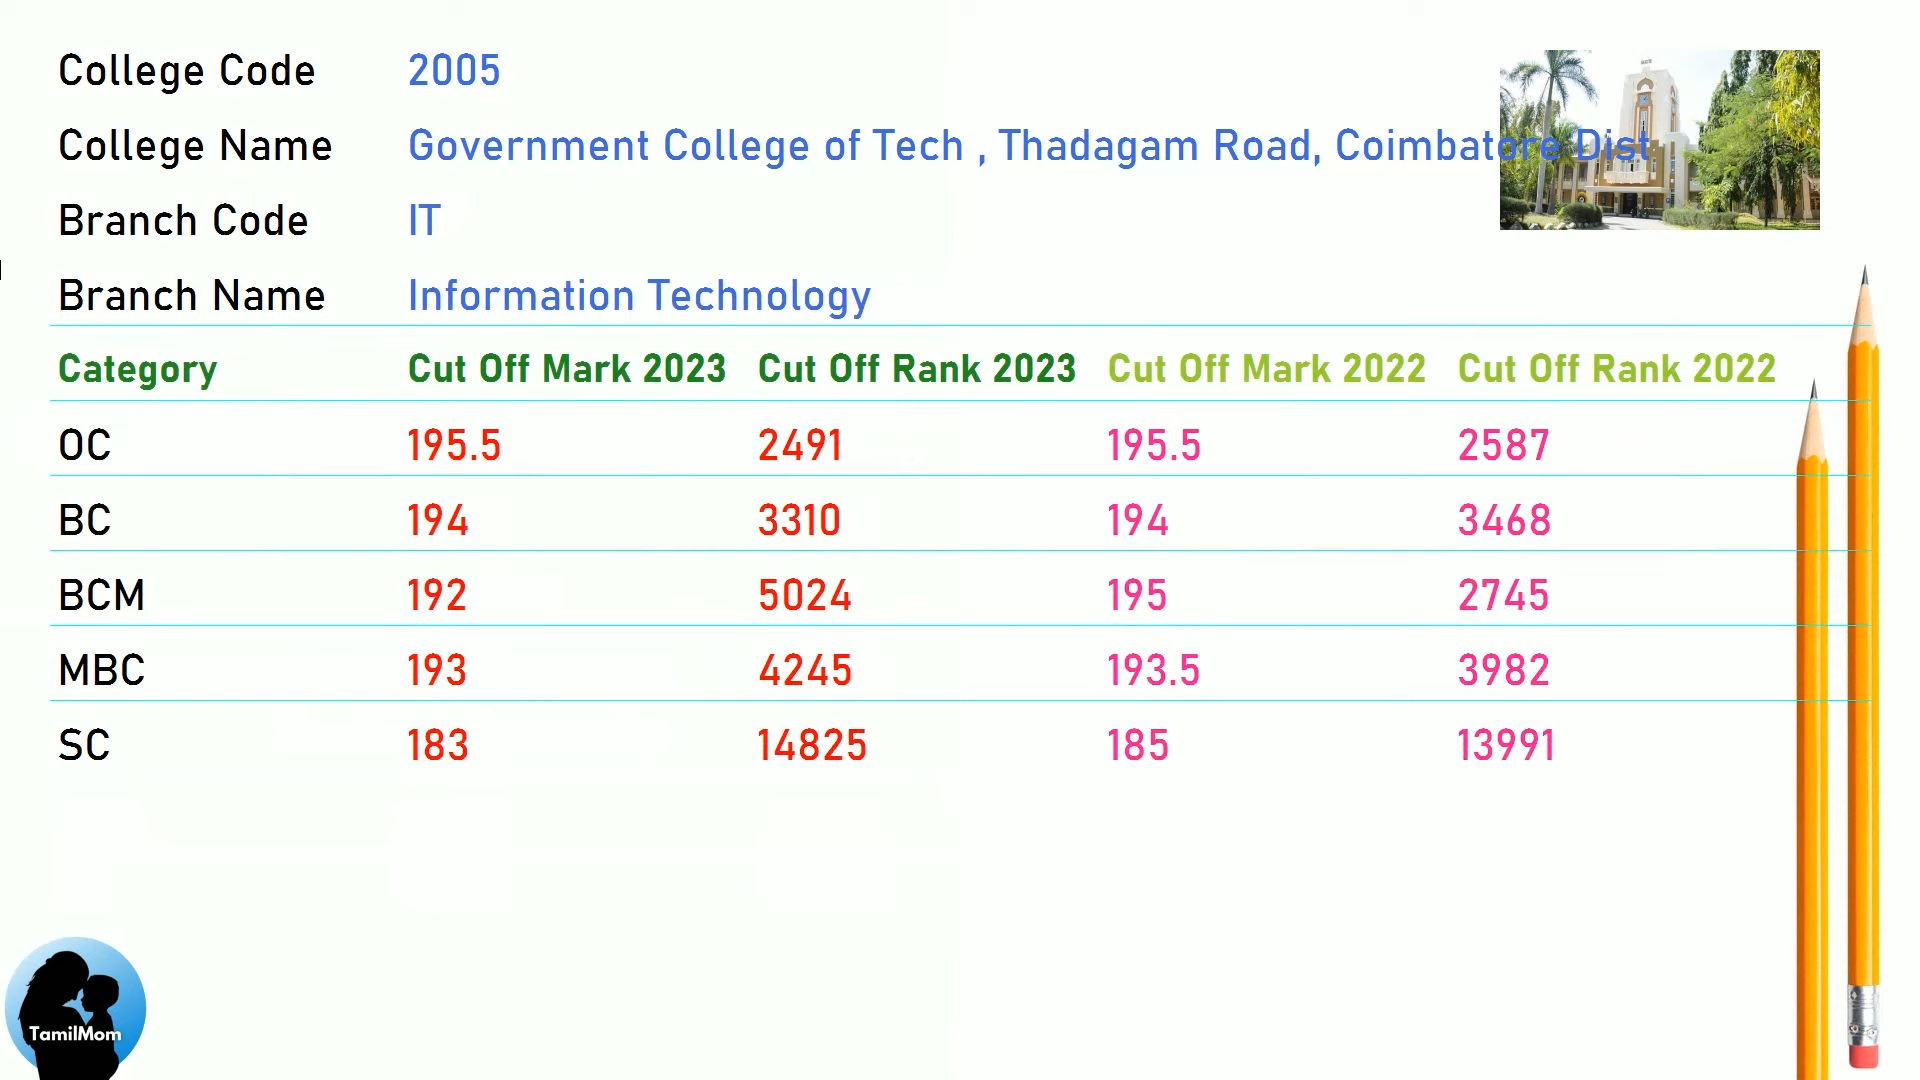 College Code 2005
College Name Government College of Tech , Thadagam Road, Coimbatore Dist
Branch Code IT
Branch Name Information Technology
Category Cut Off Mark 2023 Cut Off Rank 2023 Cut Off Mark 2022 Cut Off Rank 2022
OC 195.5 2491 195.5 2587
BC 194 3310 194 3468
BCM 192 5024 195 2745
MBC 193 4245 193.5 3982
SC 183 14825 185 13991
TamilMom